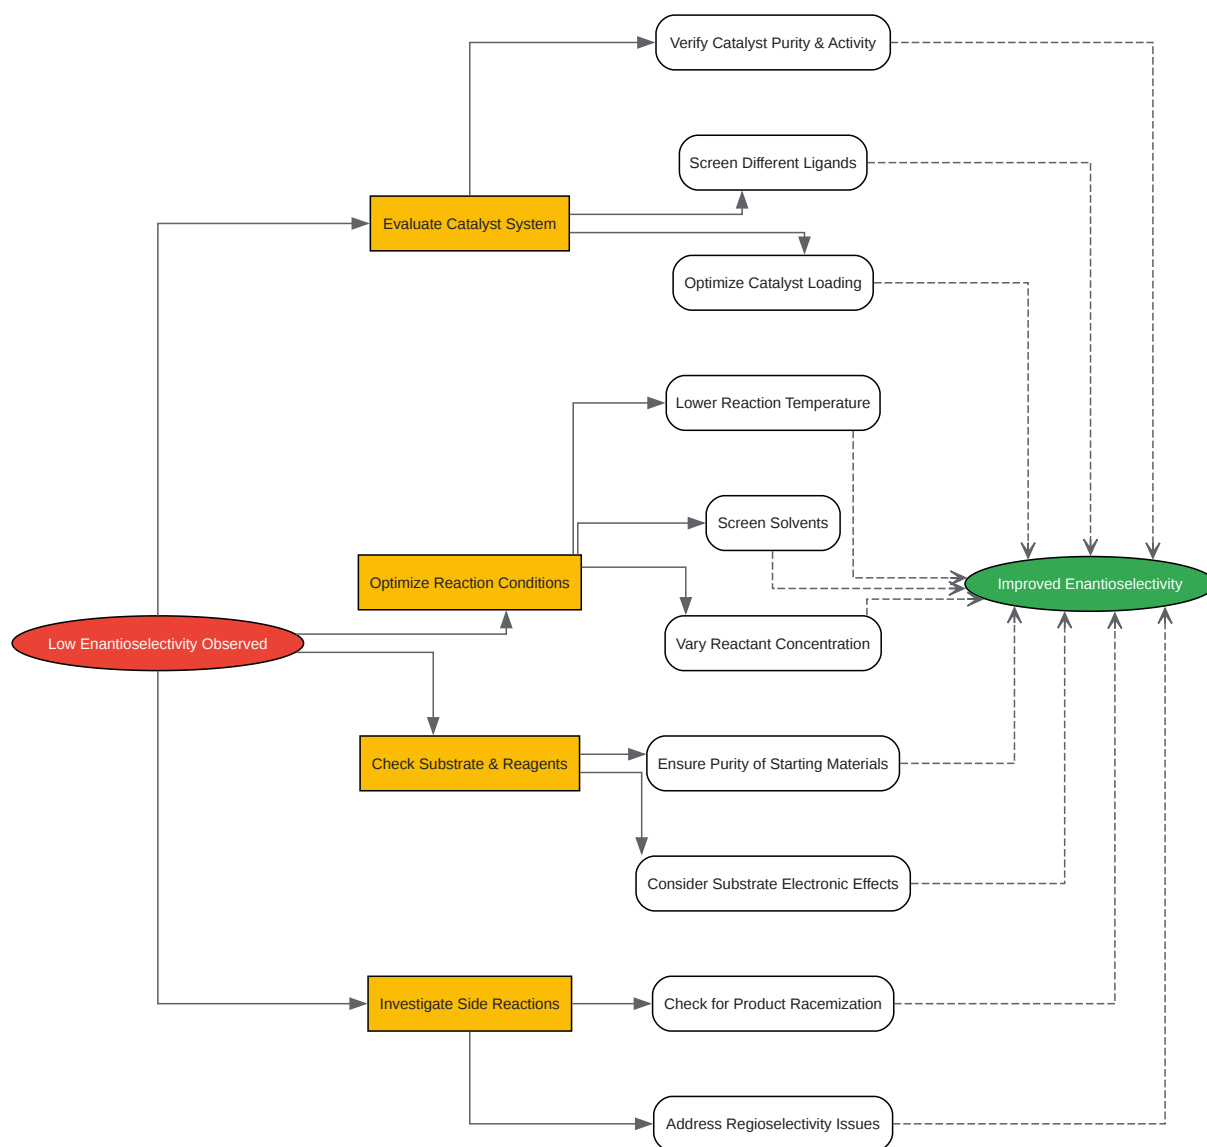 Verify Catalyst Purity & Activity
Screen Different Ligands
Evaluate Catalyst System
Optimize Catalyst Loading
Lower Reaction Temperature
Screen Solvents
Optimize Reaction Conditions
Improved Enantioselectivity
Low Enantioselectivity Observed
Vary Reactant Concentration
Check Substrate & Reagents
Ensure Purity of Starting Materials
Consider Substrate Electronic Effects
Investigate Side Reactions
Check for Product Racemization
Address Regioselectivity Issues